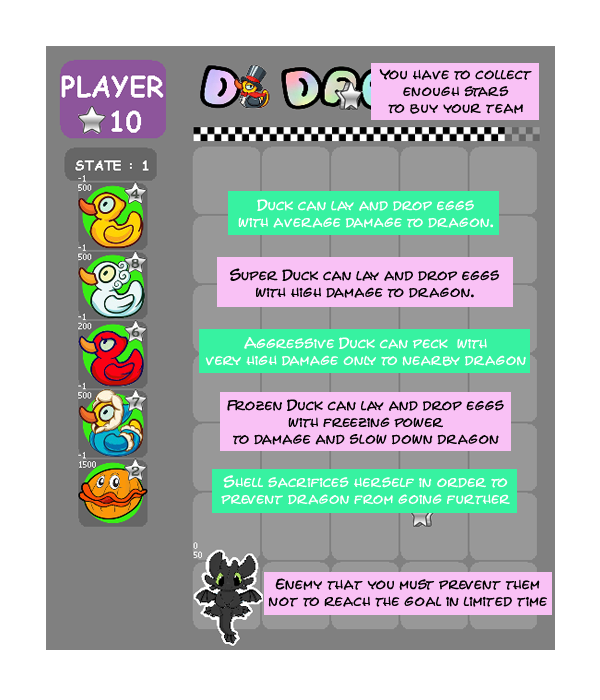 PLAYER
10
YOU HAVE TO COLLECT
ENOUGH STARS
TO BUY YOUR TEAM
STATE : 1
-1
500
4
-1
DUCK CAN LAY AND DROP EGGS
WITH AVERAGE DAMAGE TO DRAGON.
500
8
-1
SUPER DUCK CAN LAY AND DROP EGGS
WITH HIGH DAMAGE TO DRAGON.
200
6
-1
AGGRESSIVE DUCK CAN PECK WITH
VERY HIGH DAMAGE ONLY TO NEARBY DRAGON
500
7
-1
FROZEN DUCK CAN LAY AND DROP EGGS
WITH FREEZING POWER
TO DAMAGE AND SLOW DOWN DRAGON
1500
2
SHELL SACRIFICES HERSELF IN ORDER TO
PREVENT DRAGON FROM GOING FURTHER
0
50
ENEMY THAT YOU MUST PREVENT THEM
NOT TO REACH THE GOAL IN LIMITED TIME